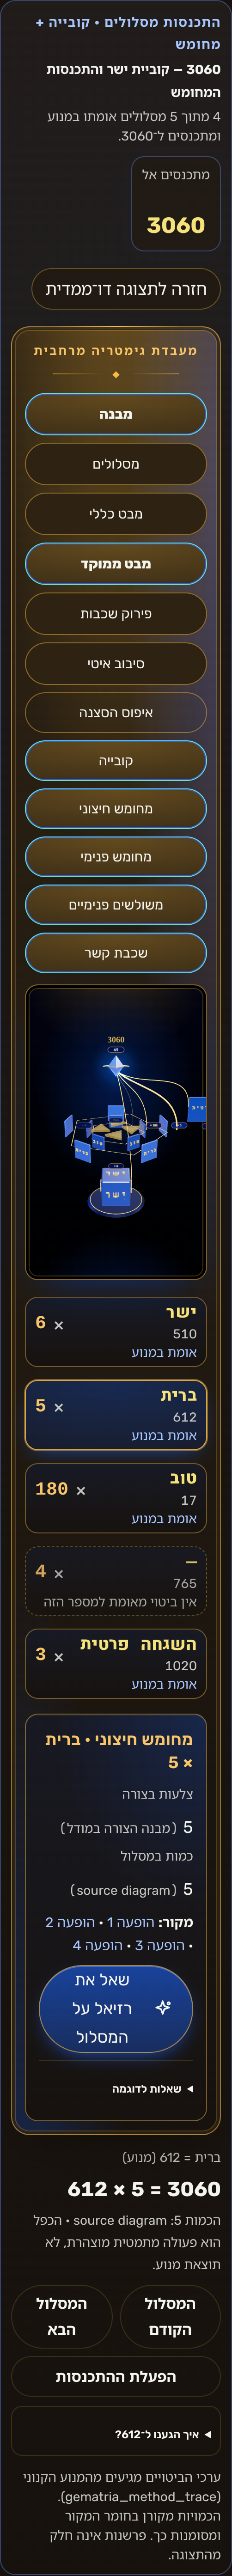 התכנסות מסלולים • קובייה +
מחומש
3060 – קוביית ישר והתכנסות
המחומש
4 מתוך 5 מסלולים אומתו במנוע
ומתכנסים ל־3060.
מתכנסים אל
3060
חזרה לתצוגה דו־ממדית
מעבדת גימטריה מרחבית
מבנה
מסלולים
מבט כללי
מבט ממוקד
פירוק שכבות
סיבוב איטי
איפוס הסצנה
קובייה
מחומש חיצוני
מחומש פנימי
משולשים פנימיים
שכבת קשר
3060
טוב
טוב
ברית
ברית
ישר
ישר
ישר
510
אומת במנוע
× 6
ברית
612
אומת במנוע
× 5
טוב
17
אומת במנוע
× 180
—
765
אין ביטוי מאומת למספר הזה
× 4
השגחה פרטית
1020
אומת במנוע
× 3
מחומש חיצוני • ברית
× 5
צלעות בצורה
5 (מבנה הצורה במודל)
כמות במסלול
5 (source diagram)
מקור: הופעה 1 • הופעה 2
• הופעה 3 • הופעה 4
שאל את
רזיאל על
המסלול
◀ שאלות לדוגמה
ברית = 612 (מנוע)
612 × 5 = 3060
הכמות 5: source diagram • הכפל
הוא פעולה מתמטית מוצהרת, לא
תוצאת מנוע.
המסלול
הקודם
המסלול
הבא
הפעלת ההתכנסות
◀ איך הגענו ל־612?
ערכי הביטויים מגיעים מהמנוע הקנוני
(gematria_method_trace).
הכמויות מקורן בחומר המקור
ומסומנות כך. פרשנות אינה חלק
מהתצוגה.